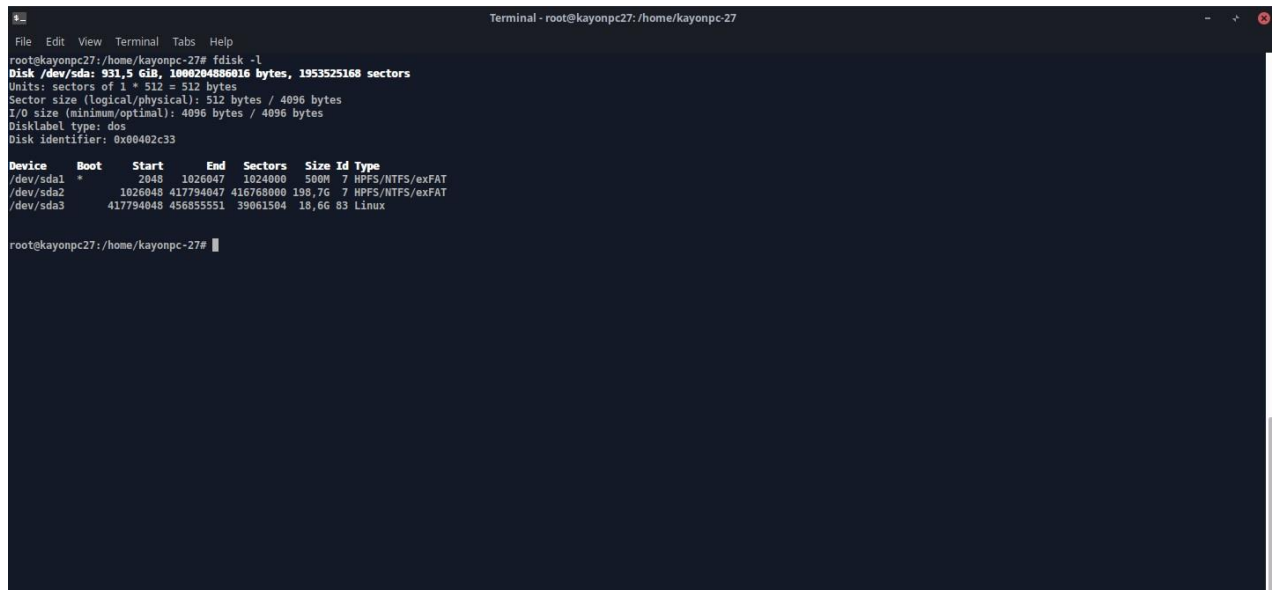 Terminal - root@kayonpc27: /home/kayonpc-27
File Edit View Terminal Tabs Help
root@kayonpc27:/home/kayonpc-27# fdisk -l
Disk /dev/sda: 931,5 GiB, 1000204886016 bytes, 1953525168 sectors
Units: sectors of 1 * 512 = 512 bytes
Sector size (logical/physical): 512 bytes / 4096 bytes
I/O size (minimum/optimal): 4096 bytes / 4096 bytes
Disklabel type: dos
Disk identifier: 0x00402c33
Device Boot Start End Sectors Size Id Type
/dev/sda1 * 2048 1026047 1024000 500M 7 HPFS/NTFS/exFAT
/dev/sda2 1026048 417794047 416768000 198,7G 7 HPFS/NTFS/exFAT
/dev/sda3 417794048 456855551 39061504 18,6G 83 Linux
root@kayonpc27:/home/kayonpc-27#